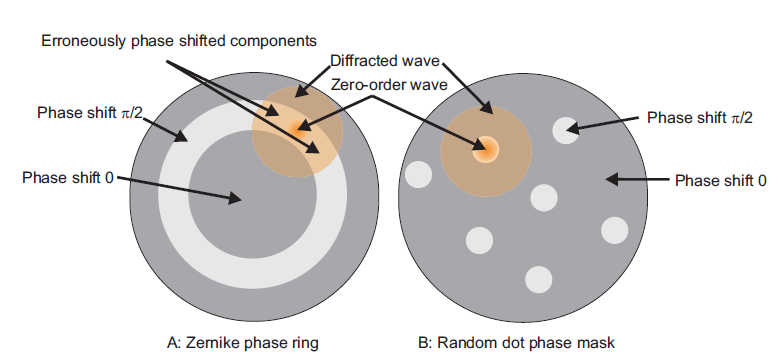 Erroneously phase shifted components
Diffracted wave
Zero-order wave
Phase shift π/2
Phase shift 0
Phase shift π/2
Phase shift 0
A: Zernike phase ring
B: Random dot phase mask